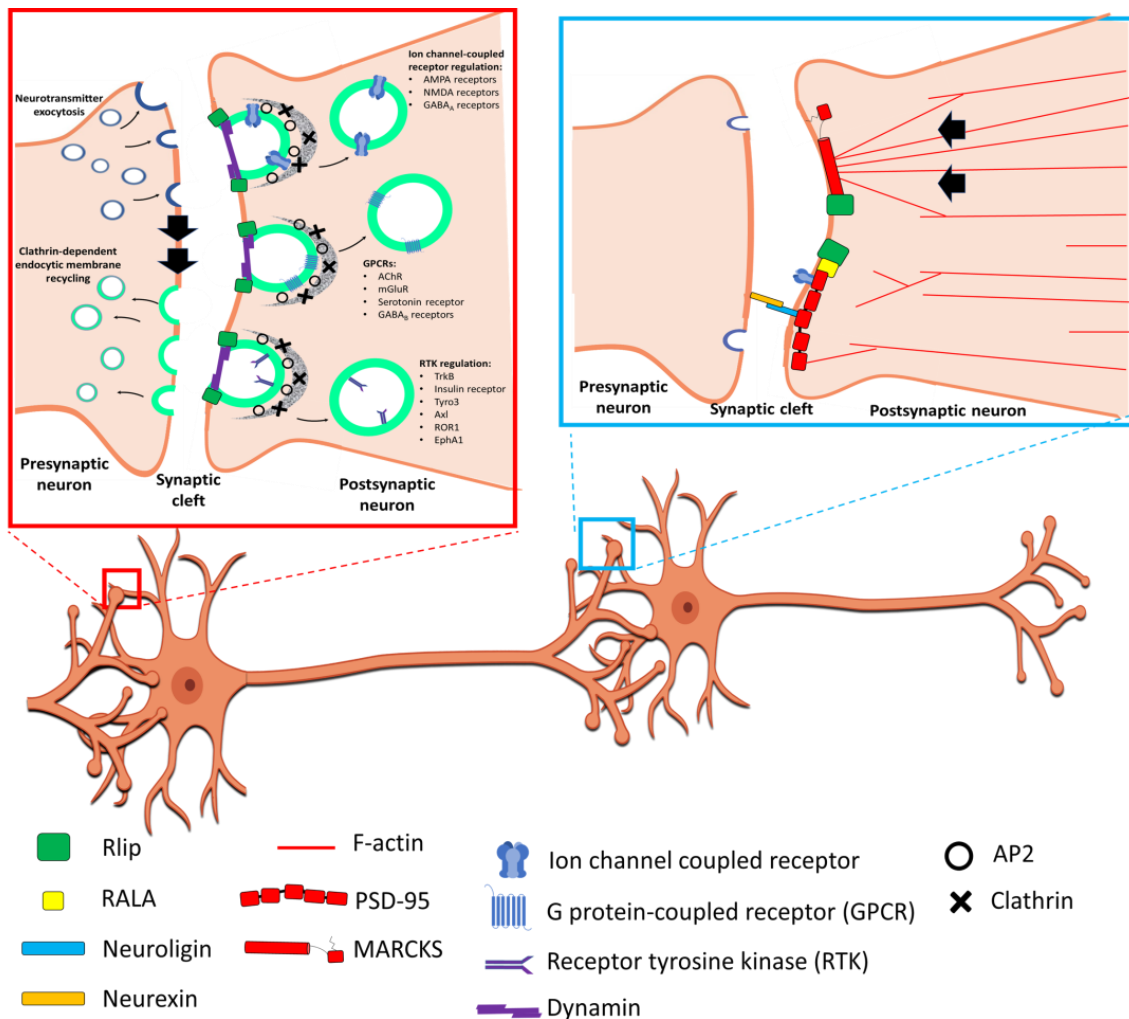 Neurotransmitter
exocytosis
Clathrin-dependent
endocytic membrane
recycling
Ion channel-coupled
receptor regulation:
• AMPA receptors
• NMDA receptors
• GABAA receptors
GPCRs:
• AChR
• mGluR
• Serotonin receptor
• GABAB receptors
RTK regulation:
• TrkB
• Insulin receptor
• Tyro3
• Axl
• ROR1
• EphA1
Presynaptic
neuron
Synaptic
cleft
Postsynaptic
neuron
Presynaptic
neuron
Synaptic cleft
Postsynaptic neuron
Rlip
RALA
Neuroligin
Neurexin
F-actin
PSD-95
MARCKS
Ion channel coupled receptor
G protein-coupled receptor (GPCR)
Receptor tyrosine kinase (RTK)
Dynamin
AP2
Clathrin